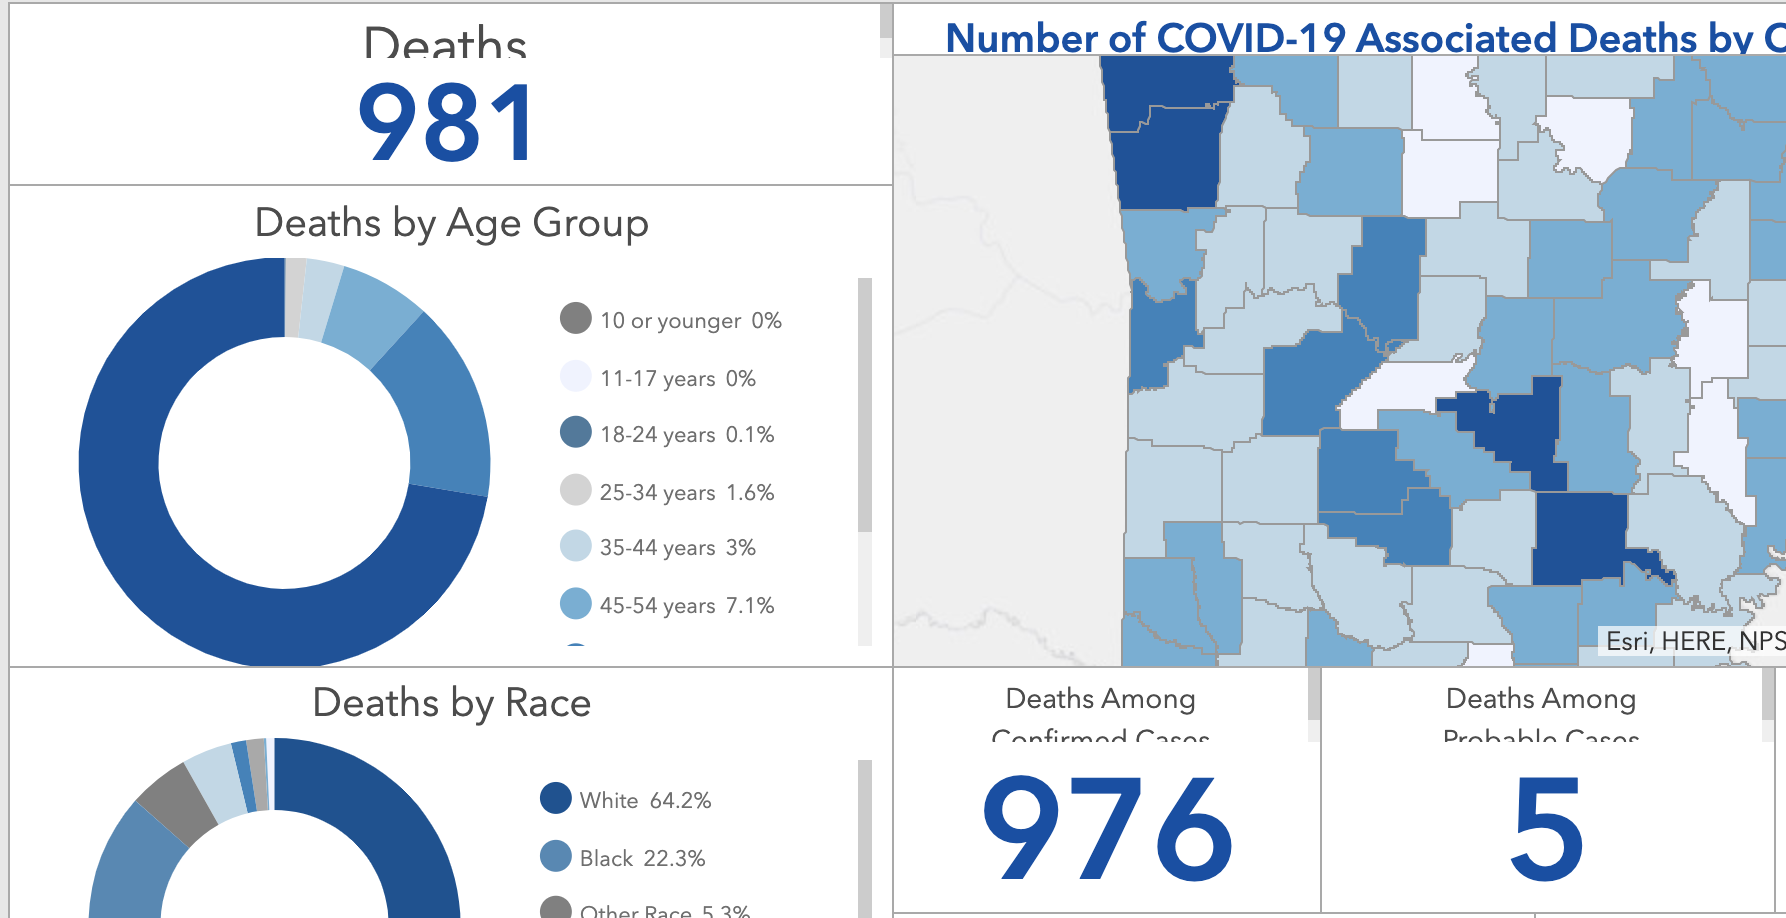 Deaths
981
Deaths by Age Group
10 or younger 0%
11-17 years 0%
18-24 years 0.1%
25-34 years 1.6%
35-44 years 3%
45-54 years 7.1%
Deaths by Race
White 64.2%
Black 22.3%
Other Race 5.3%
Number of COVID-19 Associated Deaths by C
Esri, HERE, NPS
Deaths Among
Confirmed Cases
976
Deaths Among
Probable Cases
5